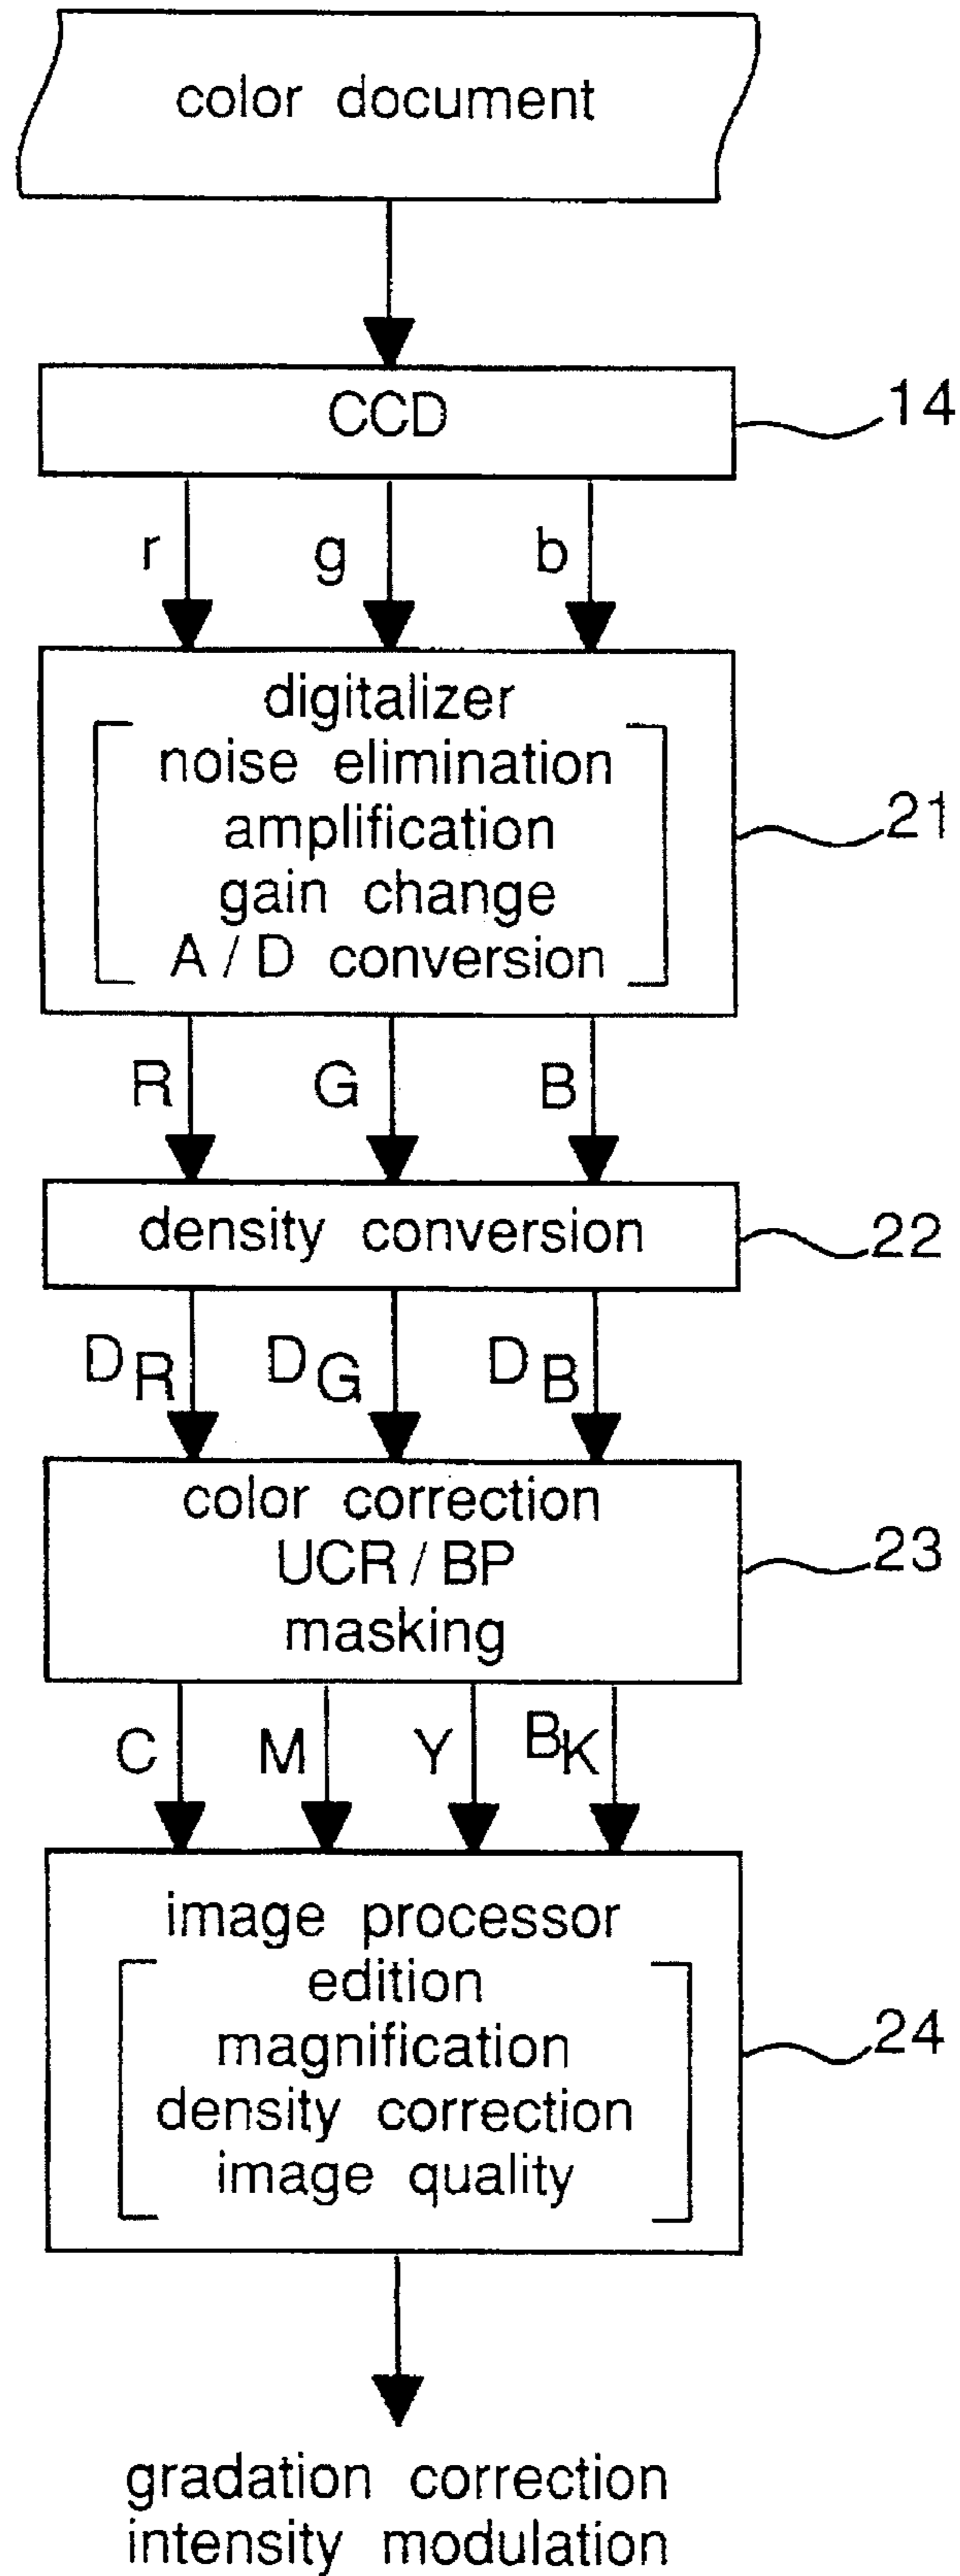 color document
CCD
14
r g b
digitalizer
noise elimination
amplification
gain change
A / D conversion
21
R G B
density conversion
22
DR DG DB
color correction
UCR / BP
masking
23
C M Y BK
image processor
edition
magnification
density correction
image quality
24
gradation correction
intensity modulation